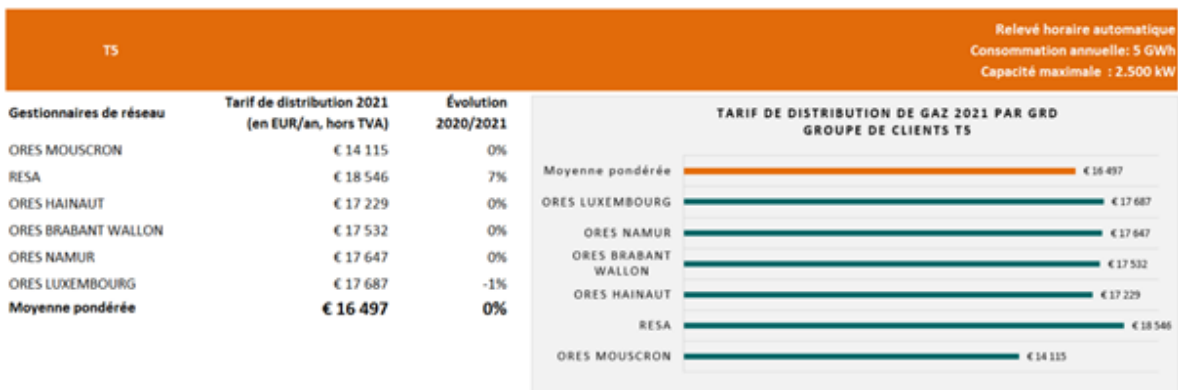 T5
Relevé horaire automatique
Consommation annuelle: 5 GWh
Capacité maximale : 2.500 kW
Gestionnaires de réseau Tarif de distribution 2021 (en EUR/an, hors TVA) Évolution 2020/2021
ORES MOUSCRON € 14 115 0%
RESA € 18 546 7%
ORES HAINAUT € 17 229 0%
ORES BRABANT WALLON € 17 532 0%
ORES NAMUR € 17 647 0%
ORES LUXEMBOURG € 17 687 -1%
Moyenne pondérée € 16 497 0%
TARIF DE DISTRIBUTION DE GAZ 2021 PAR GRD
GROUPE DE CLIENTS T5
Moyenne pondérée € 16 497
ORES LUXEMBOURG € 17 687
ORES NAMUR € 17 647
ORES BRABANT WALLON € 17 532
ORES HAINAUT € 17 229
RESA € 18 546
ORES MOUSCRON € 14 115